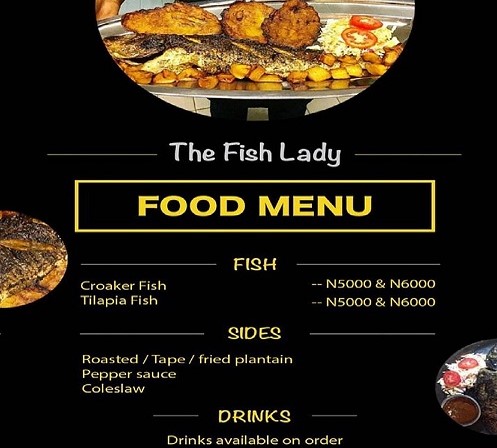 The Fish Lady
FOOD MENU
FISH
Croaker Fish -- N5000 & N6000
Tilapia Fish -- N5000 & N6000
SIDES
Roasted / Tape / fried plantain
Pepper sauce
Coleslaw
DRINKS
Drinks available on order